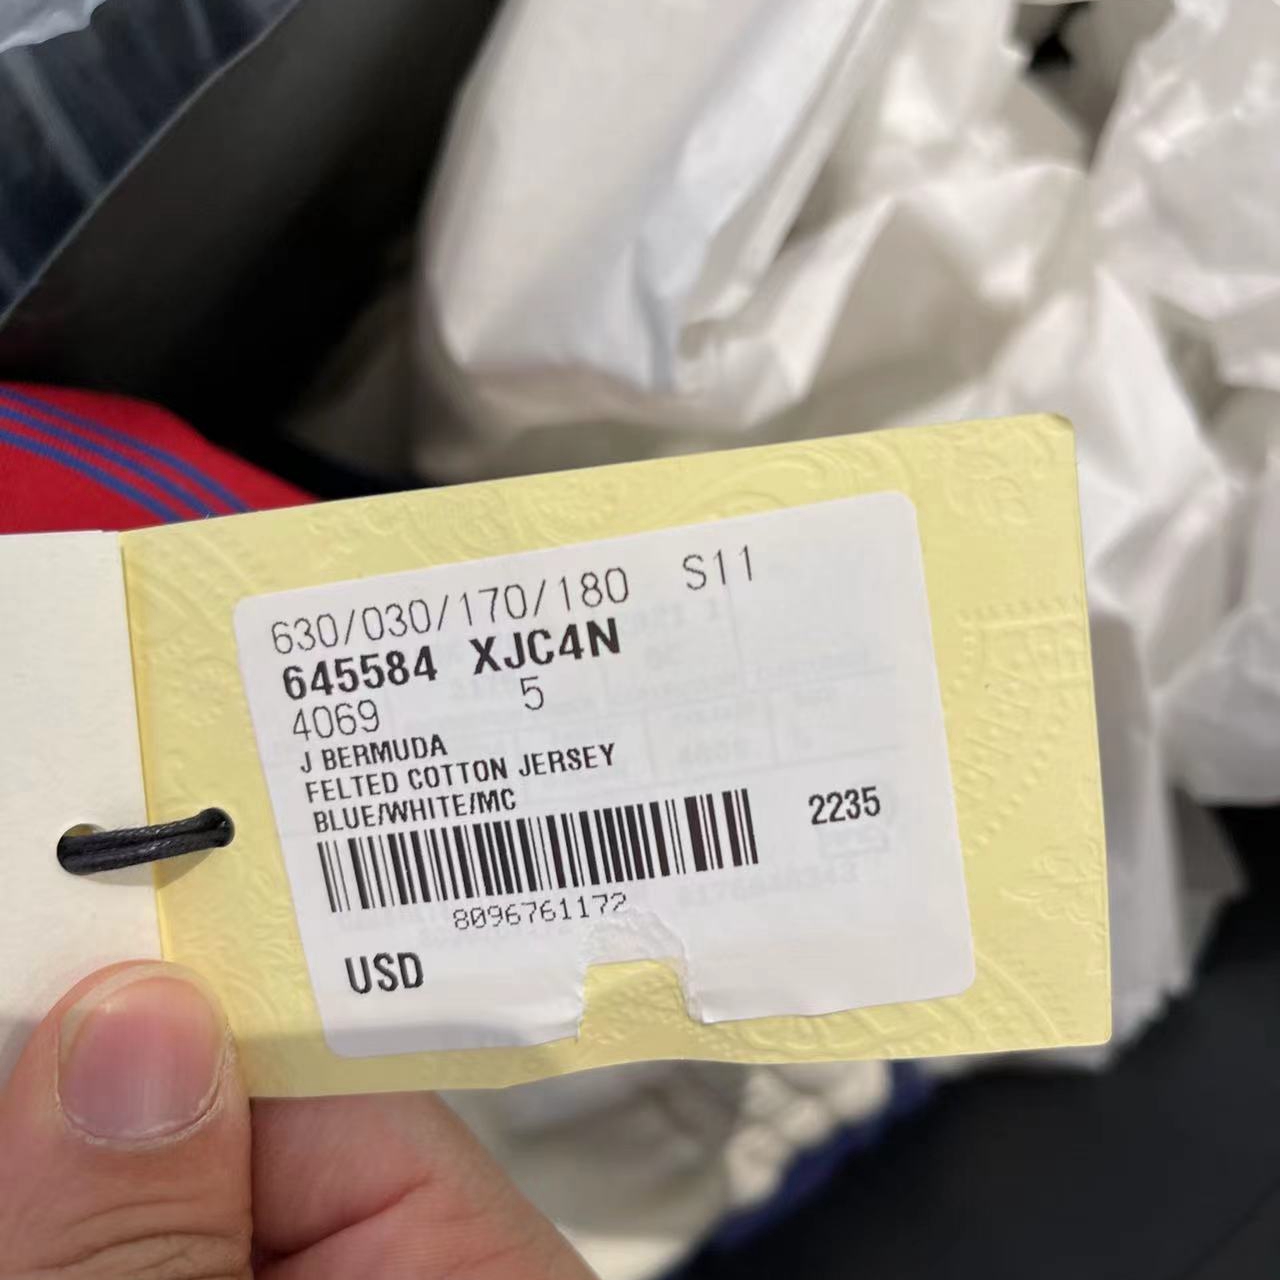 630/030/170/180 S11
645584 XJC4N
4069 5
J BERMUDA
FELTED COTTON JERSEY
BLUE/WHITE/MC
2235
8096761172
USD